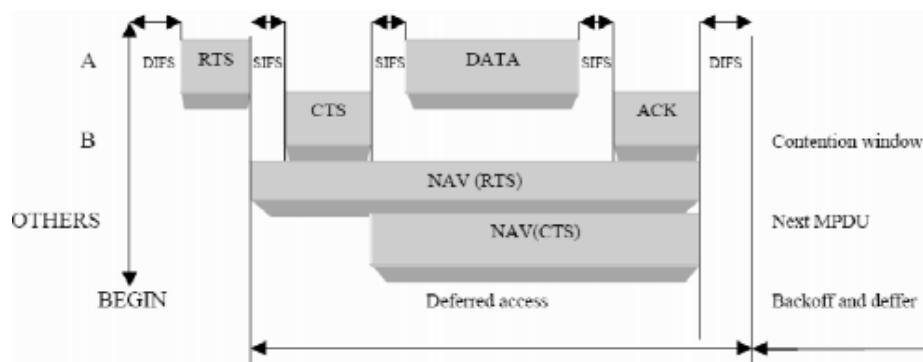 A
DIFS
RTS
SIFS
SIFS
DATA
SIFS
DIFS
CTS
ACK
B
Contention window
NAV (RTS)
OTHERS
NAV(CTS)
Next MPDU
BEGIN
Deferred access
Backoff and deffer